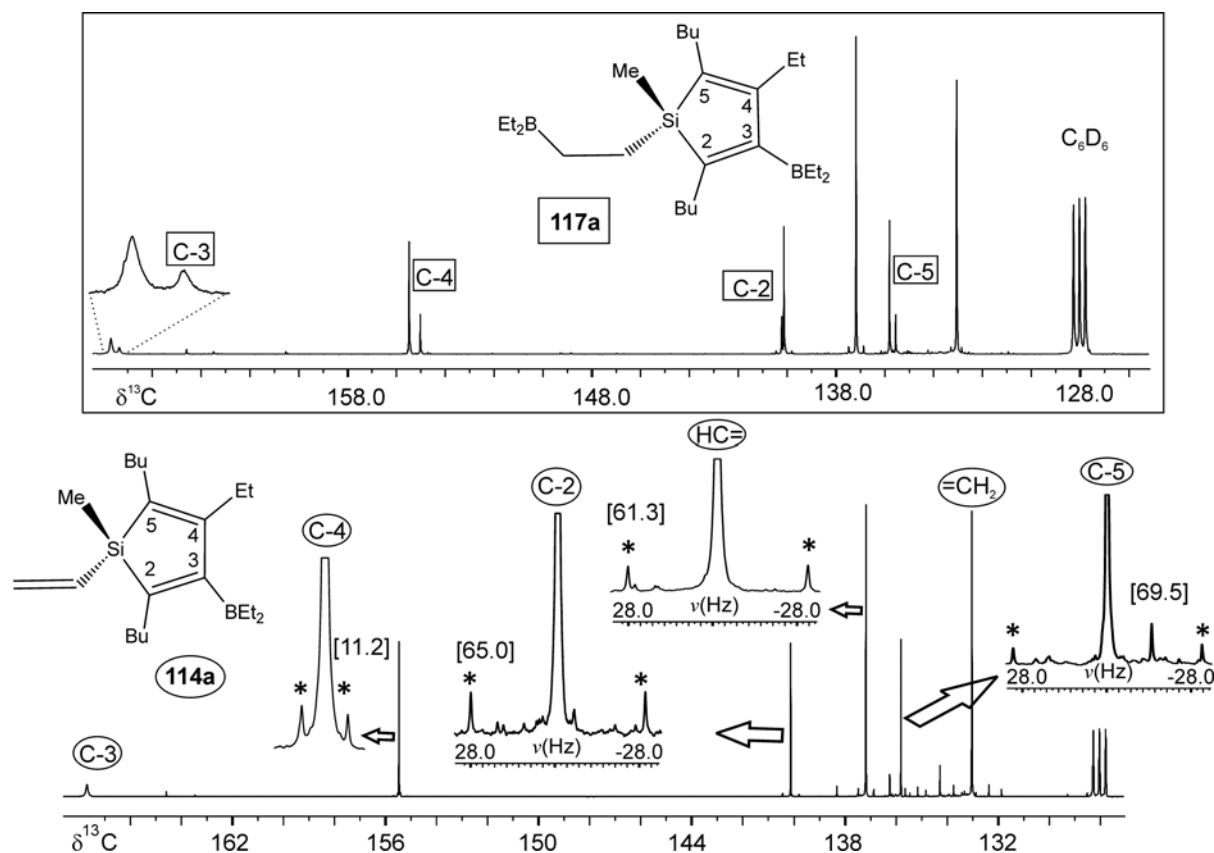 Bu
Me
Et
5
4
Si
3
2
Et₂B
BEt₂
Bu
117a
C₆D₆
C-3
C-4
C-2
C-5
δ¹³C
158.0
148.0
138.0
128.0
Bu
Me
Et
5
4
Si
3
2
BEt₂
Bu
114a
C-3
C-4
* *
[11.2]
C-2
[65.0]
* *
28.0 ν(Hz) -28.0
HC=
[61.3]
* *
28.0 ν(Hz) -28.0
=CH₂
C-5
[69.5]
* *
28.0 ν(Hz) -28.0
δ¹³C
162
156
150
144
138
132